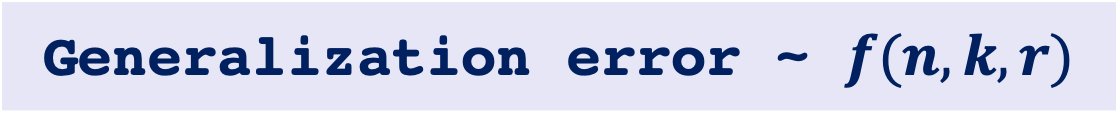 Generalization error ~ f(n, k, r)